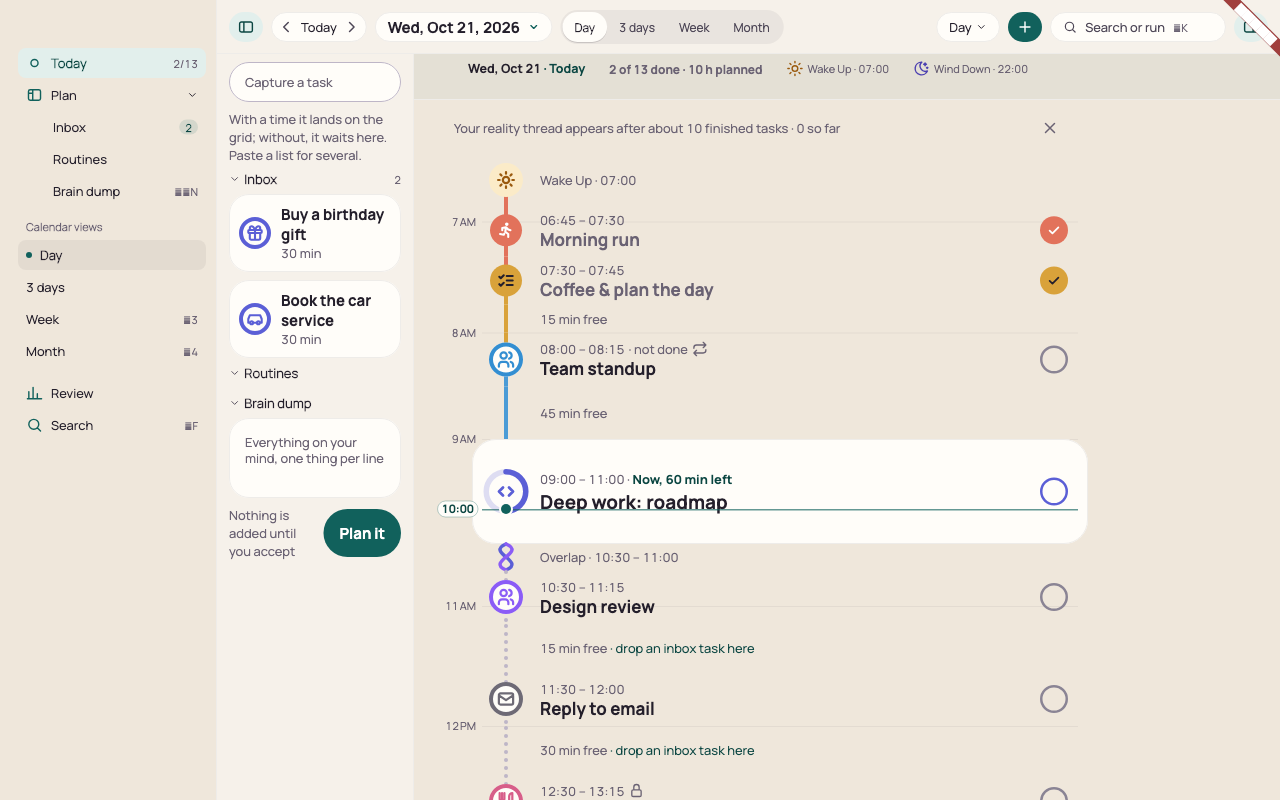 Today
2/13
Plan
Inbox
2
Routines
Brain dump
N
Calendar views
Day
3 days
Week
3
Month
4
Review
Search
F
Today
Wed, Oct 21, 2026
Day
3 days
Week
Month
Day
Search or run
K
Capture a task
With a time it lands on the
grid; without, it waits here.
Paste a list for several.
Inbox
2
Buy a birthday
gift
30 min
Book the car
service
30 min
Routines
Brain dump
Everything on your
mind, one thing per line
Nothing is
added until
you accept
Plan it
Wed, Oct 21 · Today
2 of 13 done · 10 h planned
Wake Up · 07:00
Wind Down · 22:00
Your reality thread appears after about 10 finished tasks · 0 so far
Wake Up · 07:00
7 AM
06:45 – 07:30
Morning run
07:30 – 07:45
Coffee & plan the day
15 min free
8 AM
08:00 – 08:15 · not done
Team standup
45 min free
9 AM
09:00 – 11:00 · Now, 60 min left
Deep work: roadmap
10:00
Overlap · 10:30 – 11:00
10:30 – 11:15
11 AM
Design review
15 min free · drop an inbox task here
11:30 – 12:00
Reply to email
12 PM
30 min free · drop an inbox task here
12:30 – 13:15